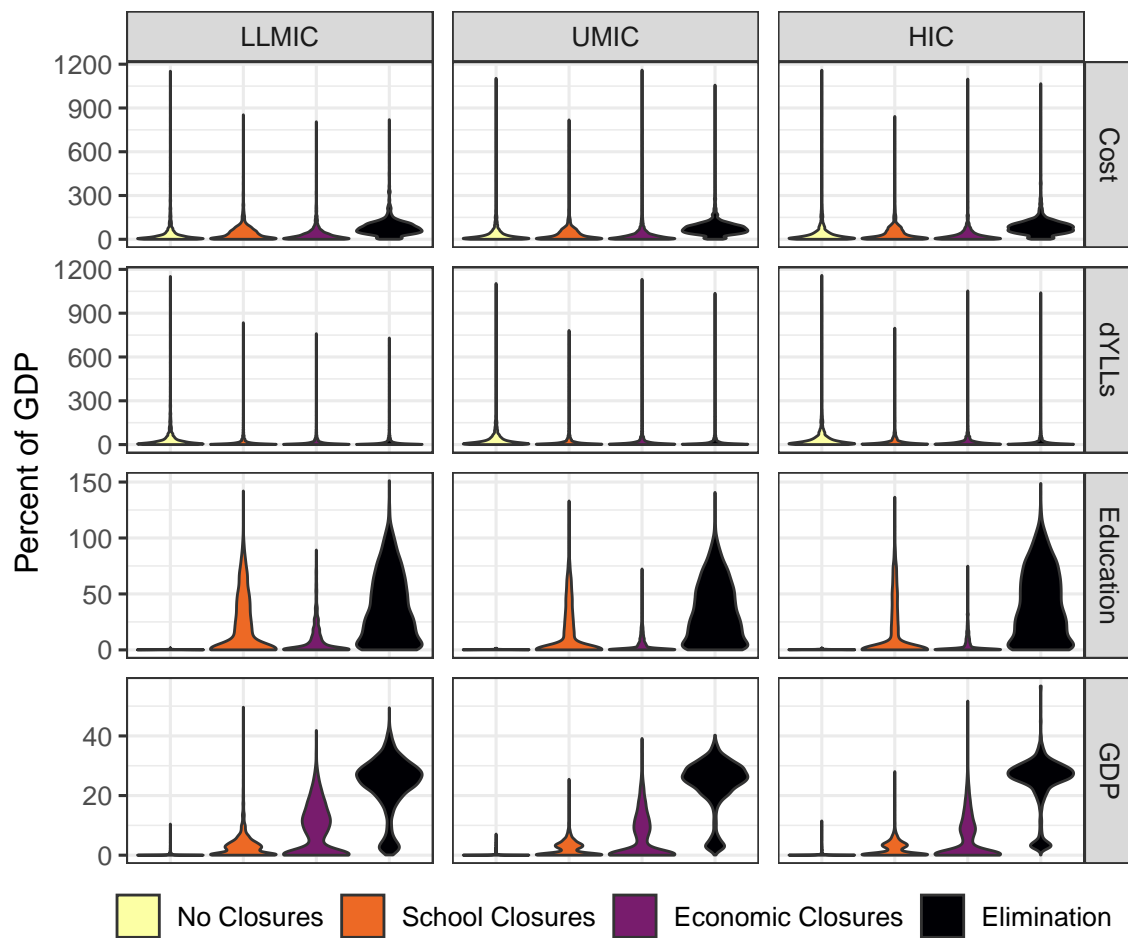 LLMIC UMIC HIC
Percent of GDP
1200
900
600
300
0
Cost
1200
900
600
300
0
dYLLs
150
100
50
0
Education
40
20
0
GDP
No Closures School Closures Economic Closures Elimination